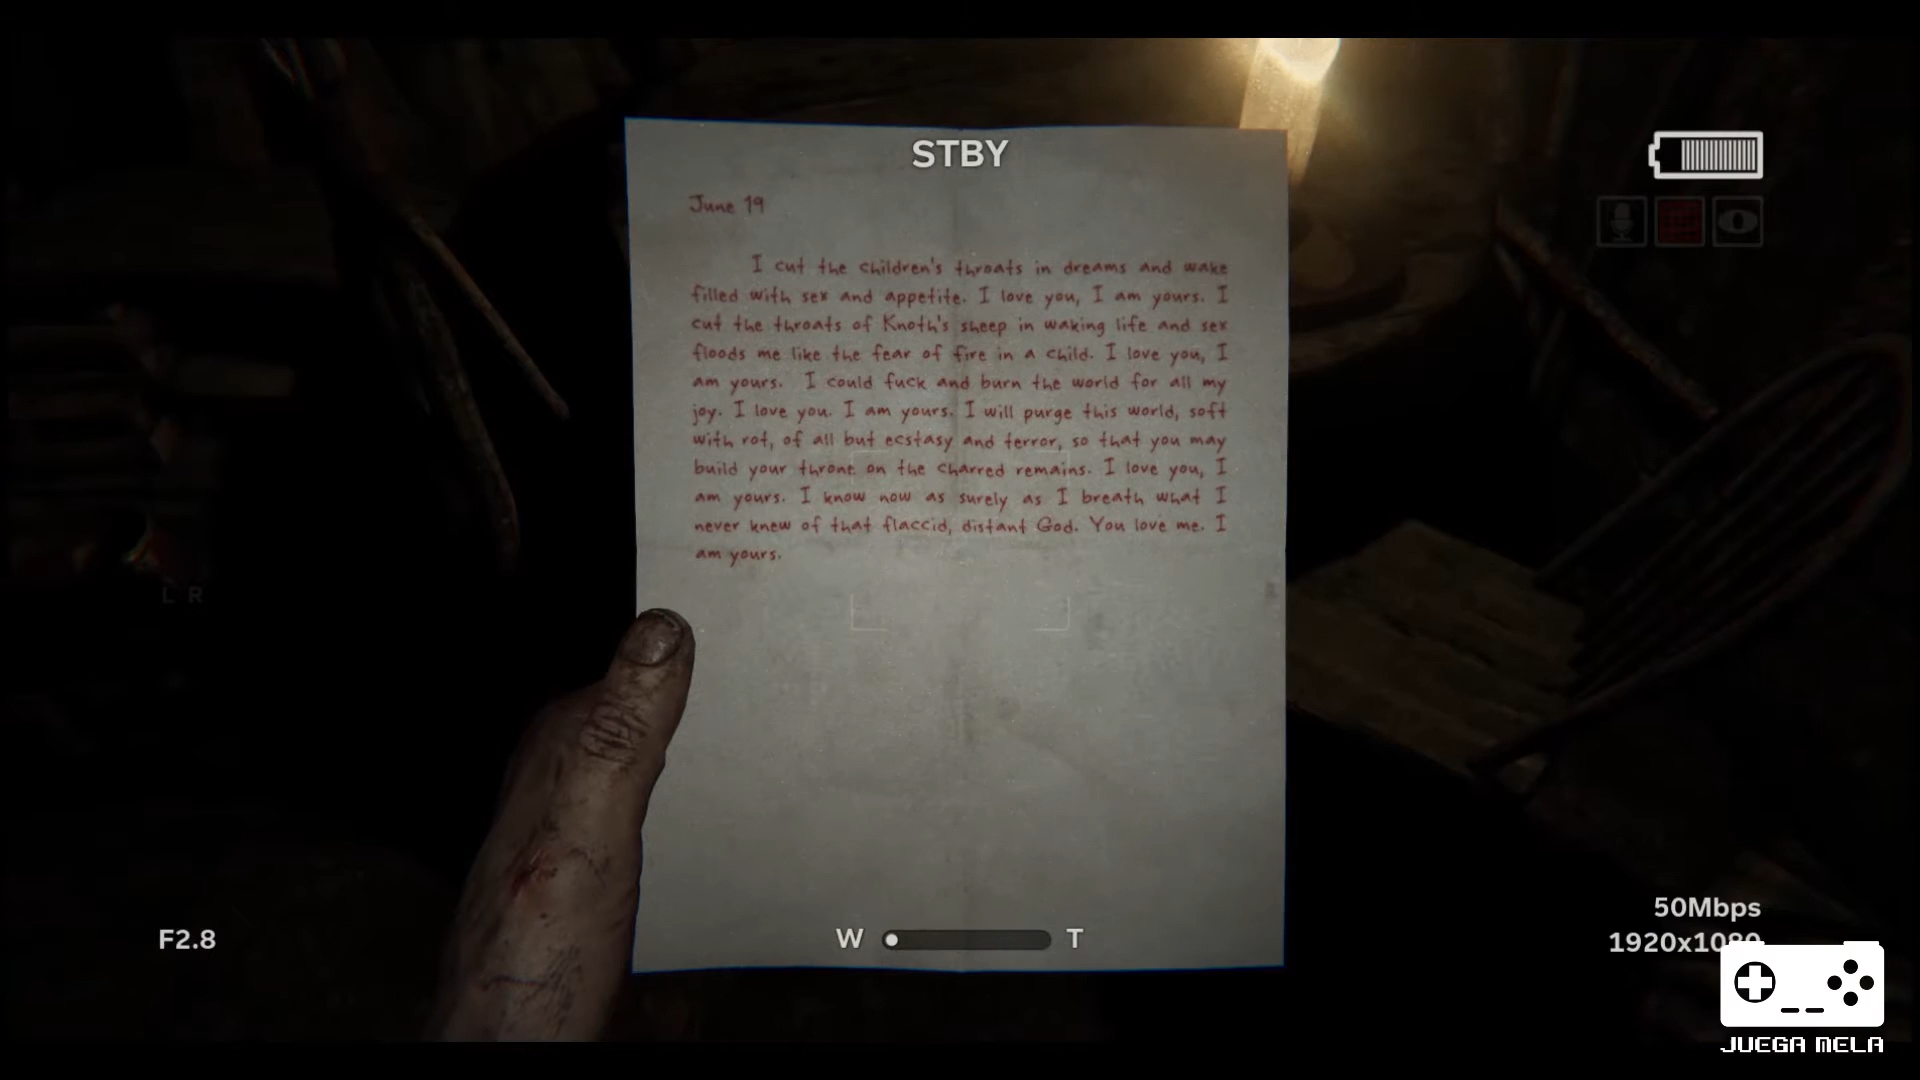 STBY
June 19
I cut the children's throats in dreams and wake
filled with sex and appetite. I love you, I am yours. I
cut the throats of Knoth's sheep in waking life and sex
floods me like the fear of fire in a child. I love you, I
am yours. I could fuck and burn the world for all my
joy. I love you. I am yours. I will purge this world, soft
with rot, of all but ecstasy and terror, so that you may
build your throne on the charred remains. I love you, I
am yours. I know now as surely as I breath what I
never knew of that flaccid, distant God. You love me. I
am yours.
L R
F2.8
W T
50Mbps
1920x1080
JUEGA MELA